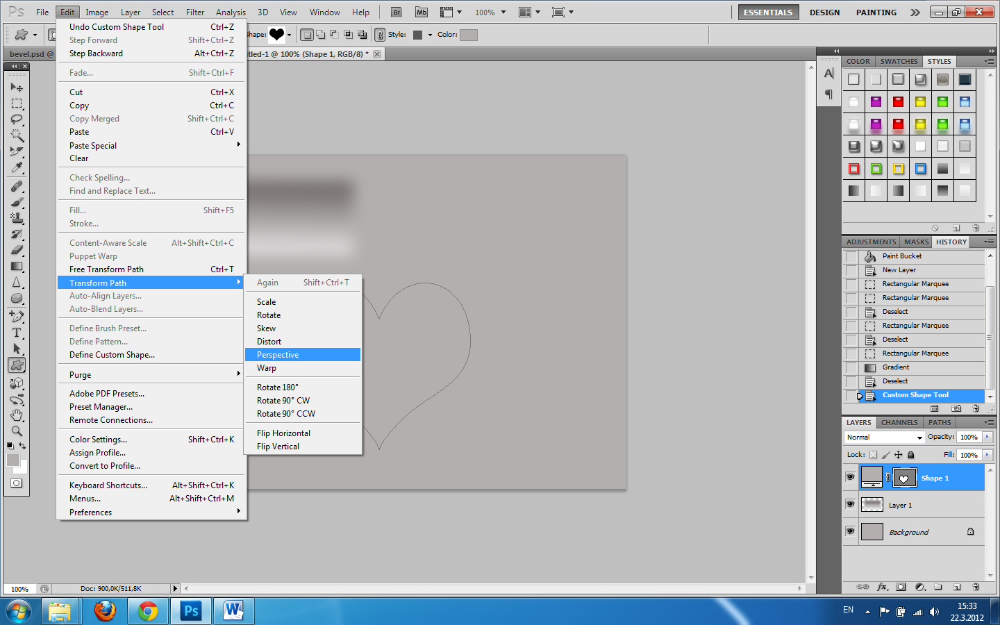 Ps File Edit Image Layer Select Filter Analysis 3D View Window Help Br Mb 100% ESSENTIALS DESIGN PAINTING
Shape: Style: Color:
bevel.psd @
tled-1 @ 100% (Shape 1, RGB/8) *
Undo Custom Shape Tool Ctrl+Z
Step Forward Shift+Ctrl+Z
Step Backward Alt+Ctrl+Z
Fade... Shift+Ctrl+F
Cut Ctrl+X
Copy Ctrl+C
Copy Merged Shift+Ctrl+C
Paste Ctrl+V
Paste Special
Clear
Check Spelling...
Find and Replace Text...
Fill... Shift+F5
Stroke...
Content-Aware Scale Alt+Shift+Ctrl+C
Puppet Warp
Free Transform Path Ctrl+T
Transform Path
Auto-Align Layers...
Auto-Blend Layers...
Define Brush Preset...
Define Pattern...
Define Custom Shape...
Purge
Adobe PDF Presets...
Preset Manager...
Remote Connections...
Color Settings... Shift+Ctrl+K
Assign Profile...
Convert to Profile...
Keyboard Shortcuts... Alt+Shift+Ctrl+K
Menus... Alt+Shift+Ctrl+M
Preferences
Again Shift+Ctrl+T
Scale
Rotate
Skew
Distort
Perspective
Warp
Rotate 180°
Rotate 90° CW
Rotate 90° CCW
Flip Horizontal
Flip Vertical
COLOR SWATCHES STYLES
ADJUSTMENTS MASKS HISTORY
Paint Bucket
New Layer
Rectangular Marquee
Rectangular Marquee
Deselect
Rectangular Marquee
Deselect
Rectangular Marquee
Gradient
Deselect
Custom Shape Tool
LAYERS CHANNELS PATHS
Normal Opacity: 100%
Lock: Fill: 100%
Shape 1
Layer 1
Background
100% Doc: 900,0K/511,8K
Ps W EN 15:33
22.3.2012